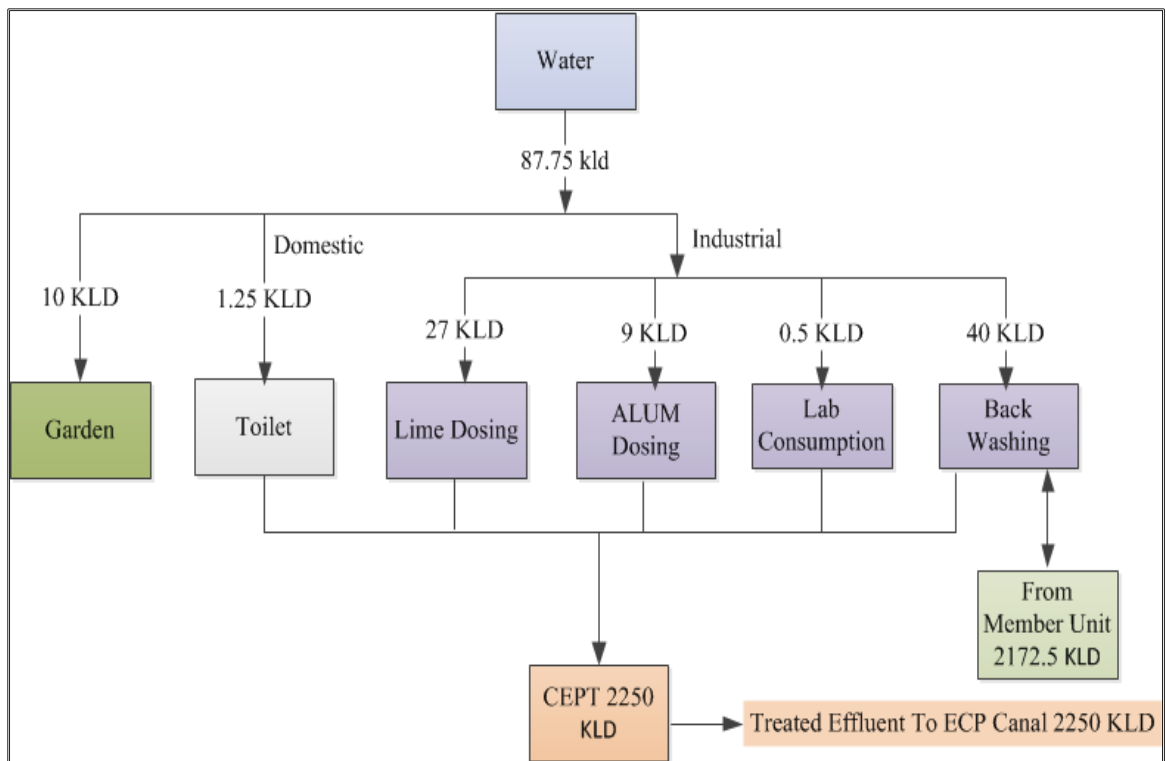 Water
87.75 kld
Domestic
Industrial
10 KLD
1.25 KLD
27 KLD
9 KLD
0.5 KLD
40 KLD
Garden
Toilet
Lime Dosing
ALUM
Dosing
Lab
Consumption
Back
Washing
From
Member Unit
2172.5 KLD
CEPT 2250
KLD
Treated Effluent To ECP Canal 2250 KLD